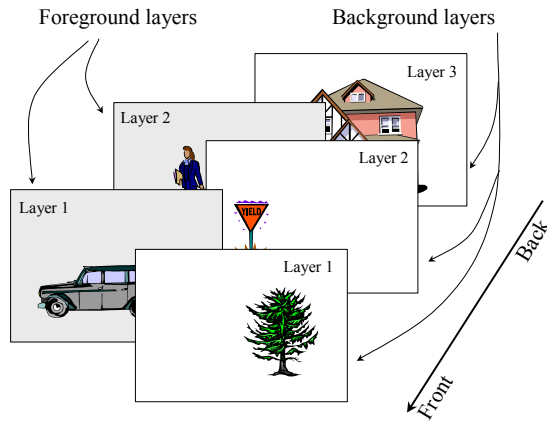 Foreground layers
Background layers
Layer 3
Layer 2
Layer 2
Layer 1
YIELD
Layer 1
Back
Front